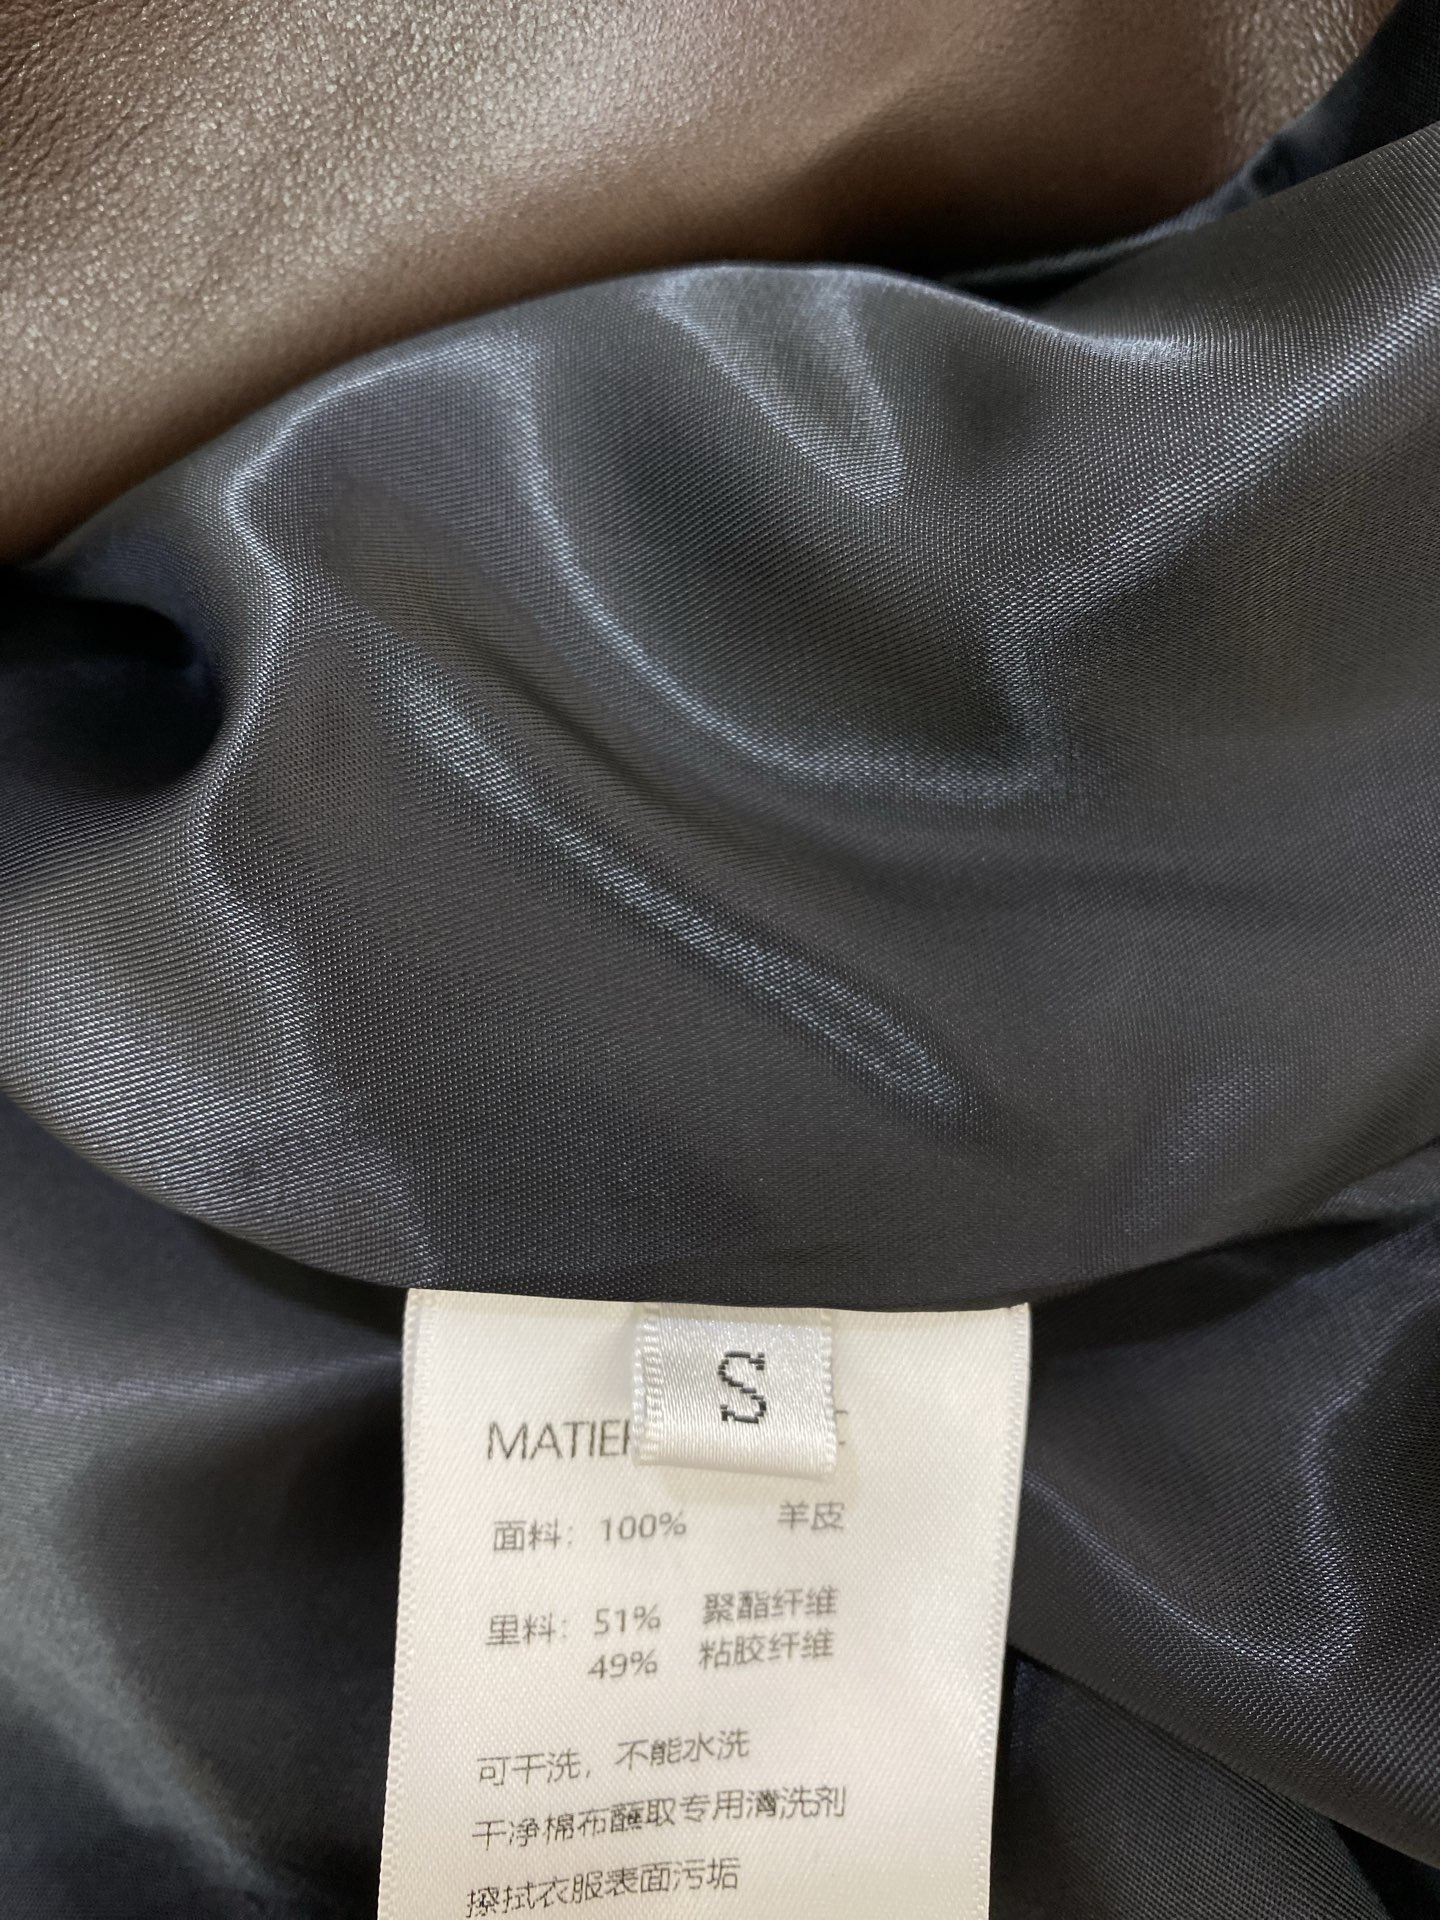 S
面料：100% 羊皮
里料：51% 聚酯纤维
49% 粘胶纤维
可干洗，不能水洗
干净棉布蘸取专用清洗剂
擦拭衣服表面污垢